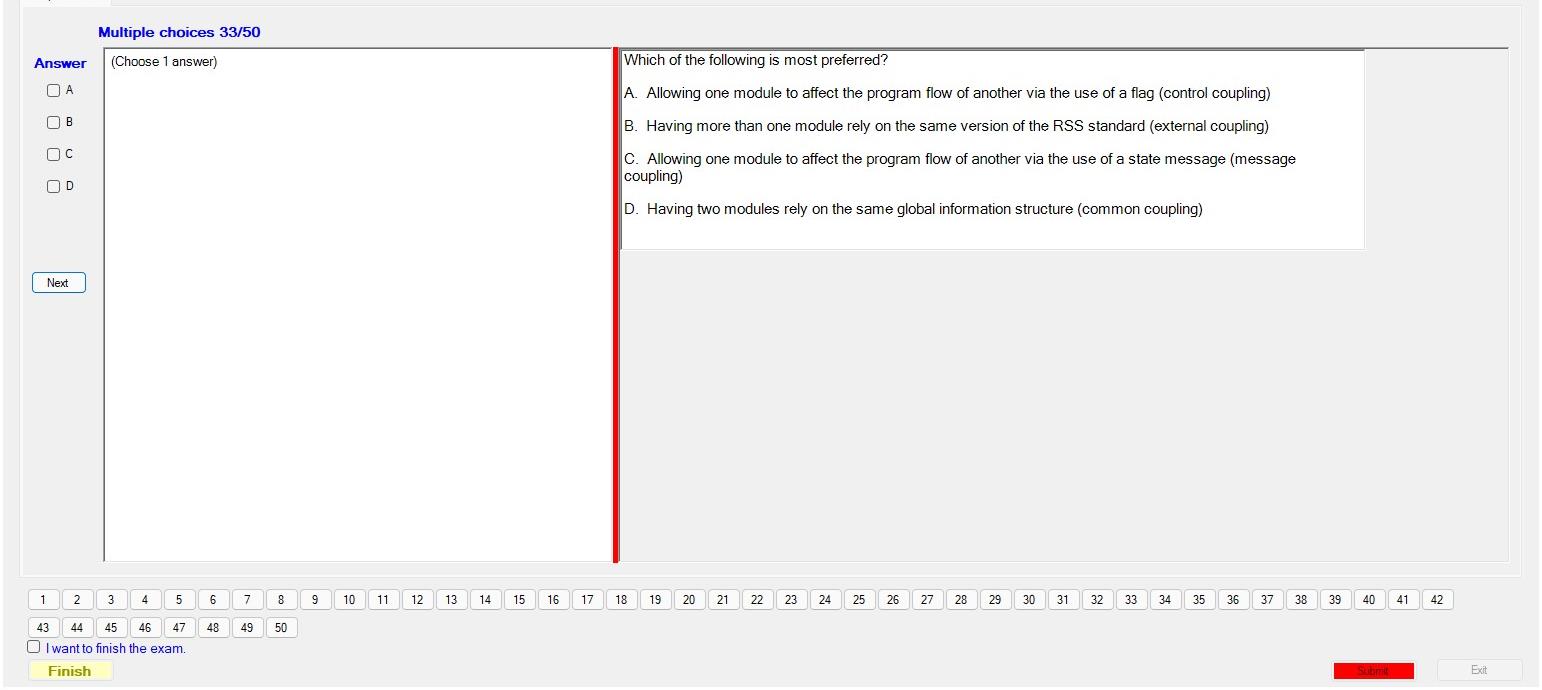 Multiple choices 33/50
Answer
A
B
C
D
Next
(Choose 1 answer)
Which of the following is most preferred?
A. Allowing one module to affect the program flow of another via the use of a flag (control coupling)
B. Having more than one module rely on the same version of the RSS standard (external coupling)
C. Allowing one module to affect the program flow of another via the use of a state message (message
coupling)
D. Having two modules rely on the same global information structure (common coupling)
1 2 3 4 5 6 7 8 9 10 11 12 13 14 15 16 17 18 19 20 21 22 23 24 25 26 27 28 29 30 31 32 33 34 35 36 37 38 39 40 41 42
43 44 45 46 47 48 49 50
I want to finish the exam.
Finish
Submit
Exit